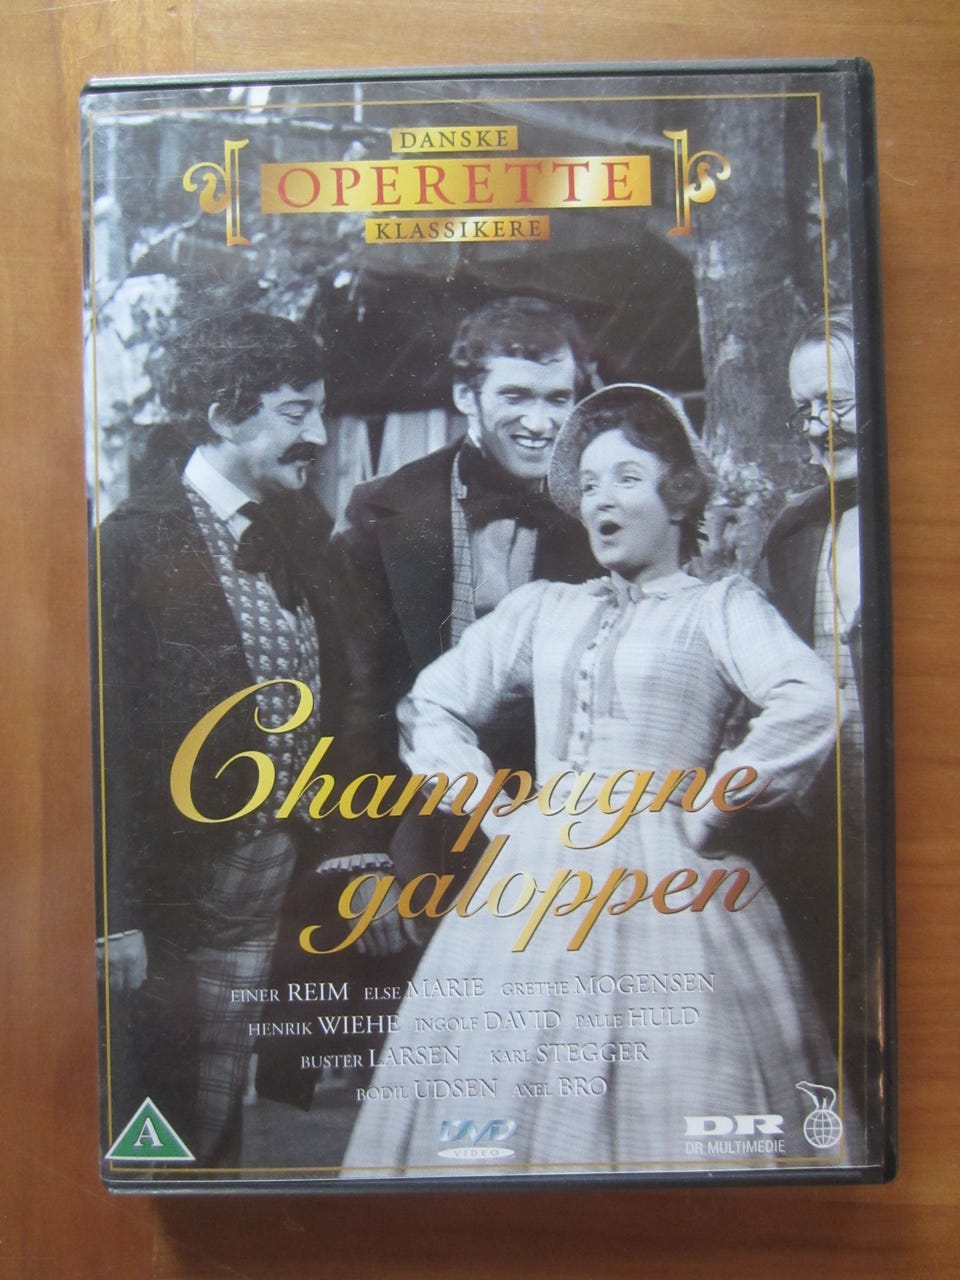 DANSKE
OPERETTE
KLASSIKERE
Champagne
galoppen
EINER REIM ELSE MARIE GRETHE MOGENSEN
HENRIK WIEHE INGOLF DAVID PALLE HULD
BUSTER LARSEN KARL STEGGER
BODIL UDSEN AXEL BRO
A
DVD
VIDEO
DR
DR MULTIMEDIE